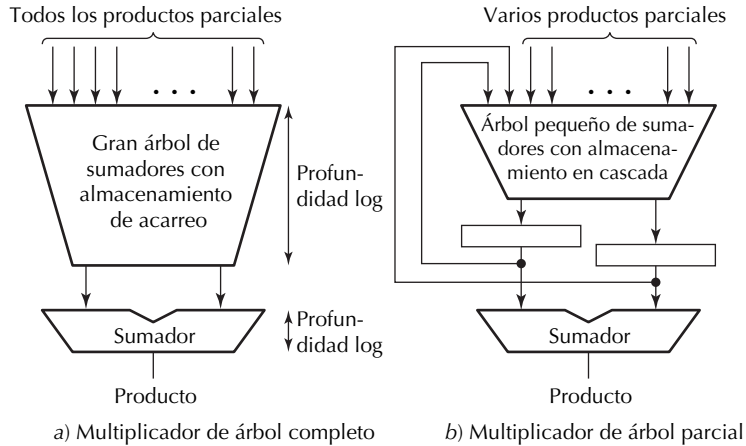 Todos los productos parciales
. . .
Gran árbol de
sumadores con
almacenamiento
de acarreo
Profun-
didad log
Sumador
Profun-
didad log
Producto
a) Multiplicador de árbol completo
Varios productos parciales
. . .
Árbol pequeño de suma-
dores con almacena-
miento en cascada
Sumador
Producto
b) Multiplicador de árbol parcial